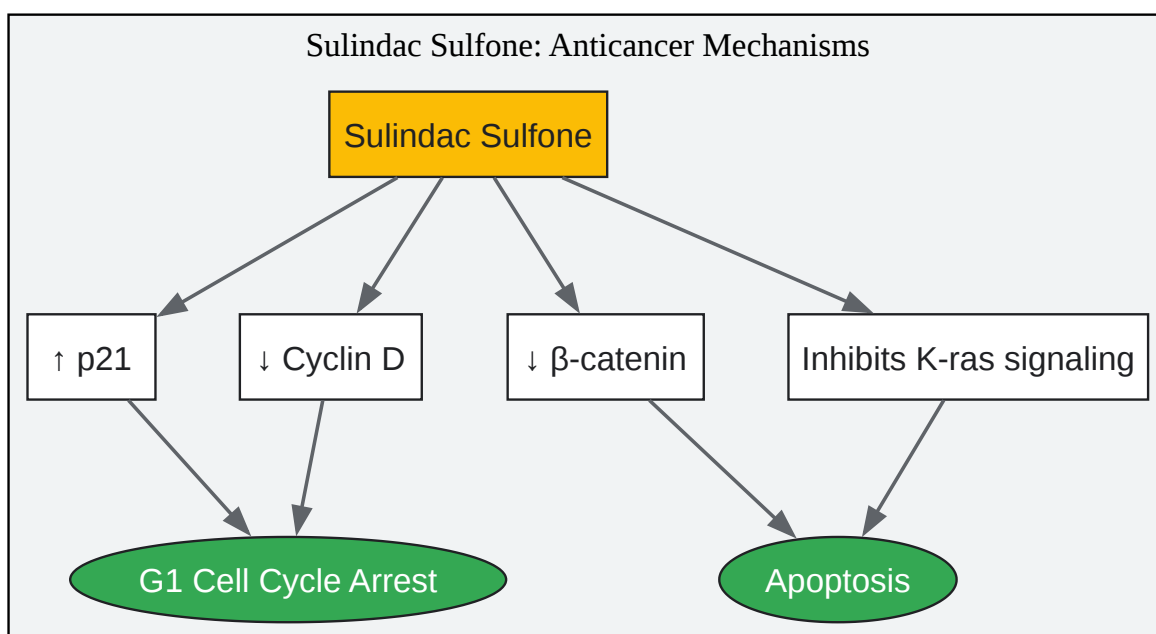 Sulindac Sulfone: Anticancer Mechanisms
Sulindac Sulfone
↑ p21
↓ Cyclin D
↓ β-catenin
Inhibits K-ras signaling
G1 Cell Cycle Arrest
Apoptosis